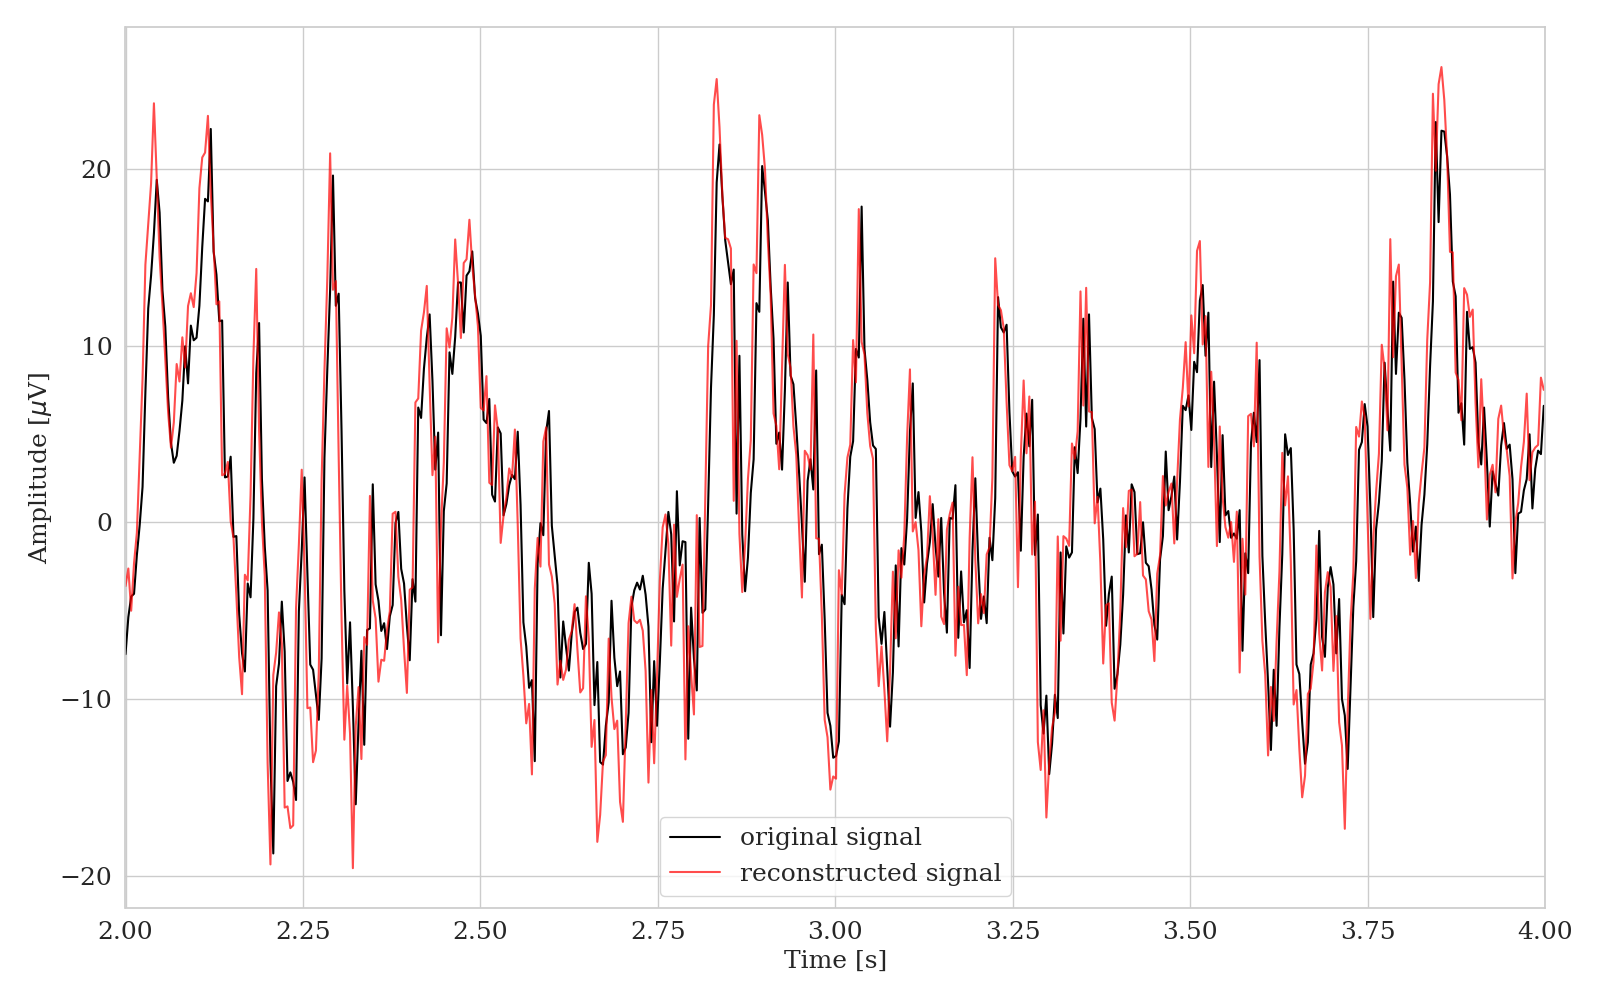 Amplitude [μV]
20
10
0
−10
−20
original signal
reconstructed signal
2.00 2.25 2.50 2.75 3.00 3.25 3.50 3.75 4.00
Time [s]